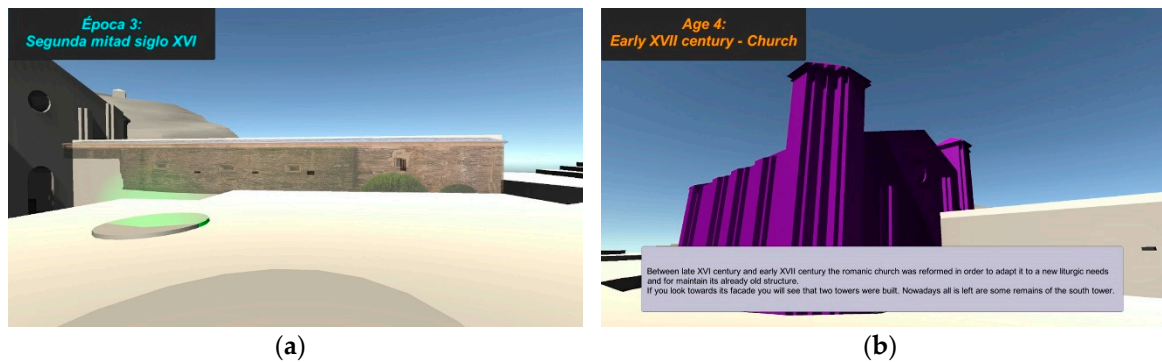 Época 3:
Segunda mitad siglo XVI
Age 4:
Early XVII century - Church
Between late XVI century and early XVII century the romanic church was reformed in order to adapt it to a new liturgic needs
and for maintain its already old structure.
If you look towards its facade you will see that two towers were built. Nowadays all is left are some remains of the south tower.
(a)
(b)